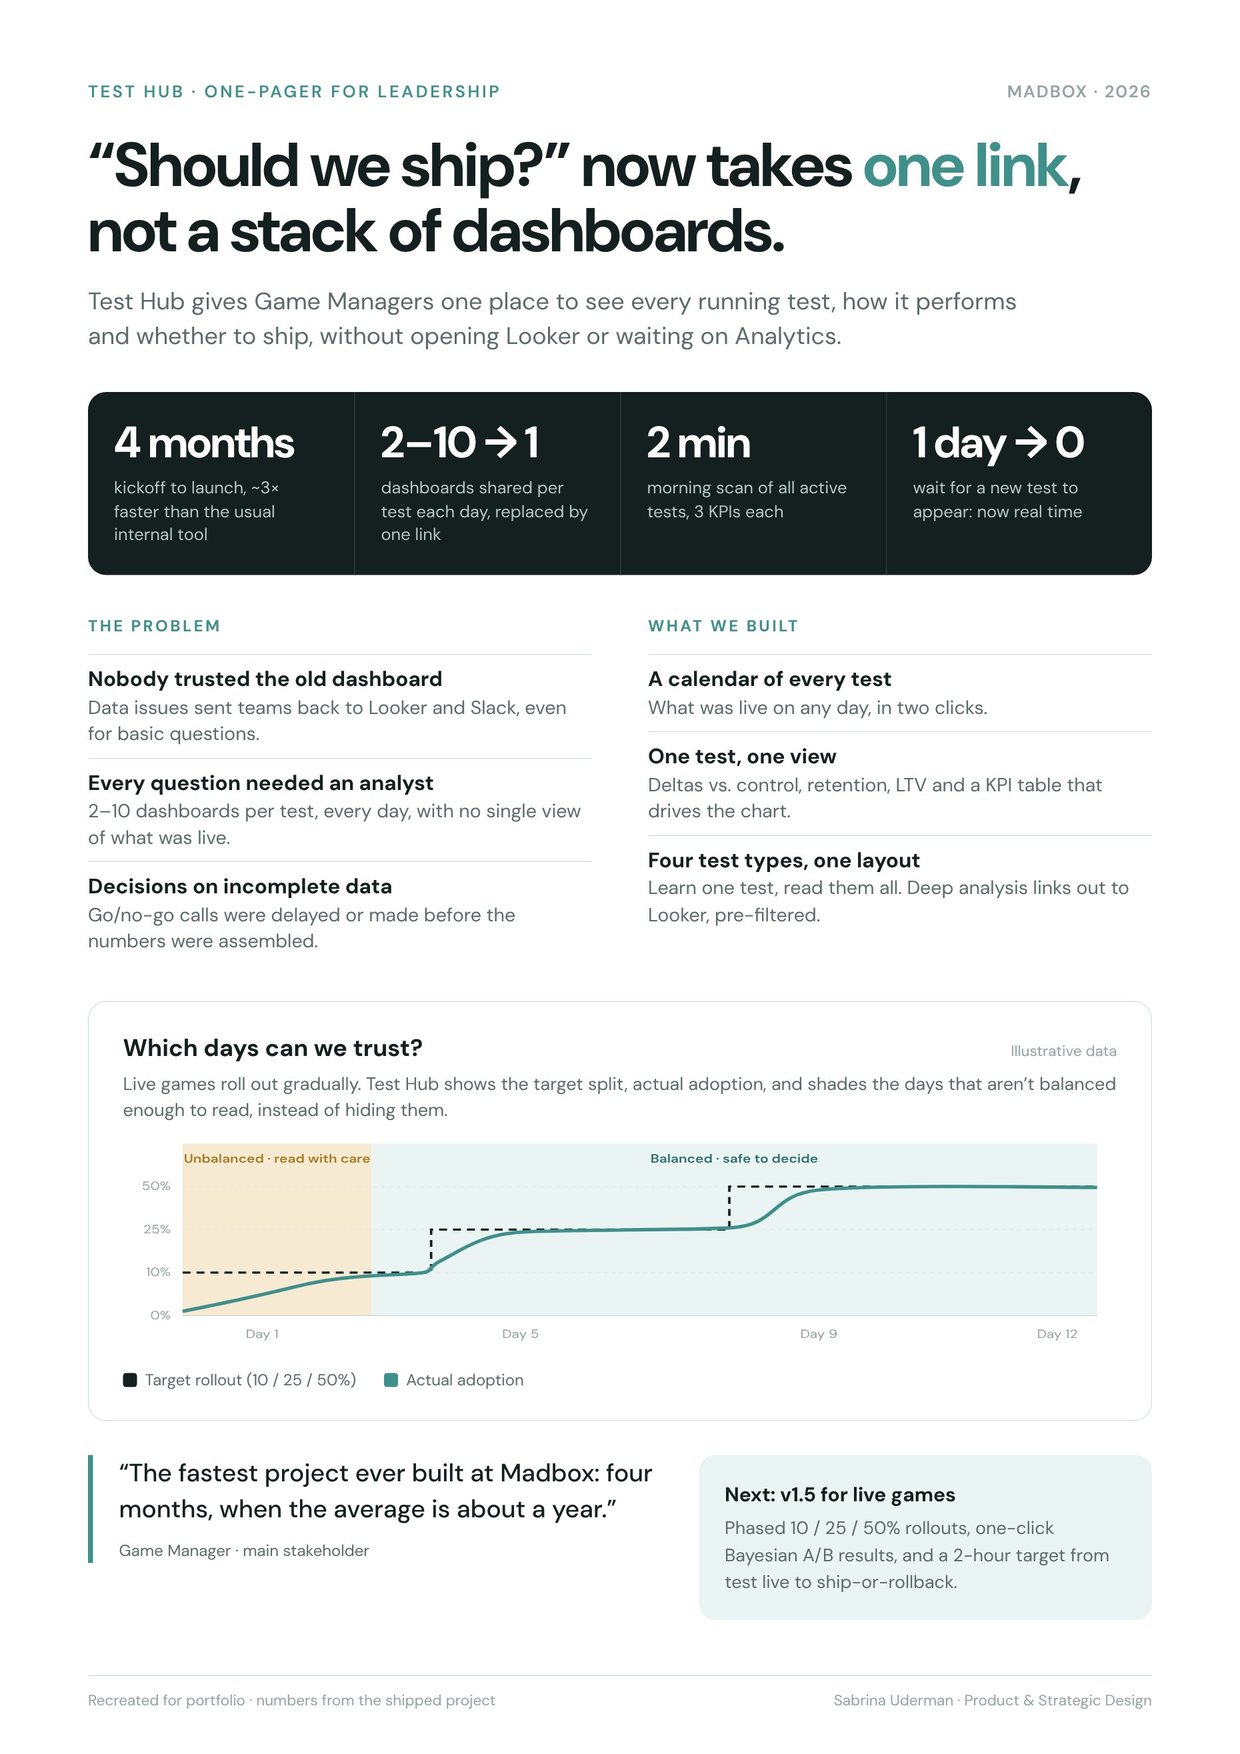 TEST HUB · ONE-PAGER FOR LEADERSHIP
MADBOX · 2026
“Should we ship?” now takes one link,
not a stack of dashboards.
Test Hub gives Game Managers one place to see every running test, how it performs
and whether to ship, without opening Looker or waiting on Analytics.
4 months
kickoff to launch, ~3×
faster than the usual
internal tool
2–10 → 1
dashboards shared per
test each day, replaced by
one link
2 min
morning scan of all active
tests, 3 KPIs each
1 day → 0
wait for a new test to
appear: now real time
THE PROBLEM
Nobody trusted the old dashboard
Data issues sent teams back to Looker and Slack, even
for basic questions.
Every question needed an analyst
2–10 dashboards per test, every day, with no single view
of what was live.
Decisions on incomplete data
Go/no-go calls were delayed or made before the
numbers were assembled.
WHAT WE BUILT
A calendar of every test
What was live on any day, in two clicks.
One test, one view
Deltas vs. control, retention, LTV and a KPI table that
drives the chart.
Four test types, one layout
Learn one test, read them all. Deep analysis links out to
Looker, pre-filtered.
Which days can we trust?
Illustrative data
Live games roll out gradually. Test Hub shows the target split, actual adoption, and shades the days that aren’t balanced
enough to read, instead of hiding them.
Unbalanced · read with care
Balanced · safe to decide
50%
25%
10%
0%
Day 1
Day 5
Day 9
Day 12
Target rollout (10 / 25 / 50%)
Actual adoption
“The fastest project ever built at Madbox: four
months, when the average is about a year.”
Game Manager · main stakeholder
Next: v1.5 for live games
Phased 10 / 25 / 50% rollouts, one-click
Bayesian A/B results, and a 2-hour target from
test live to ship-or-rollback.
Recreated for portfolio · numbers from the shipped project
Sabrina Uderman · Product & Strategic Design